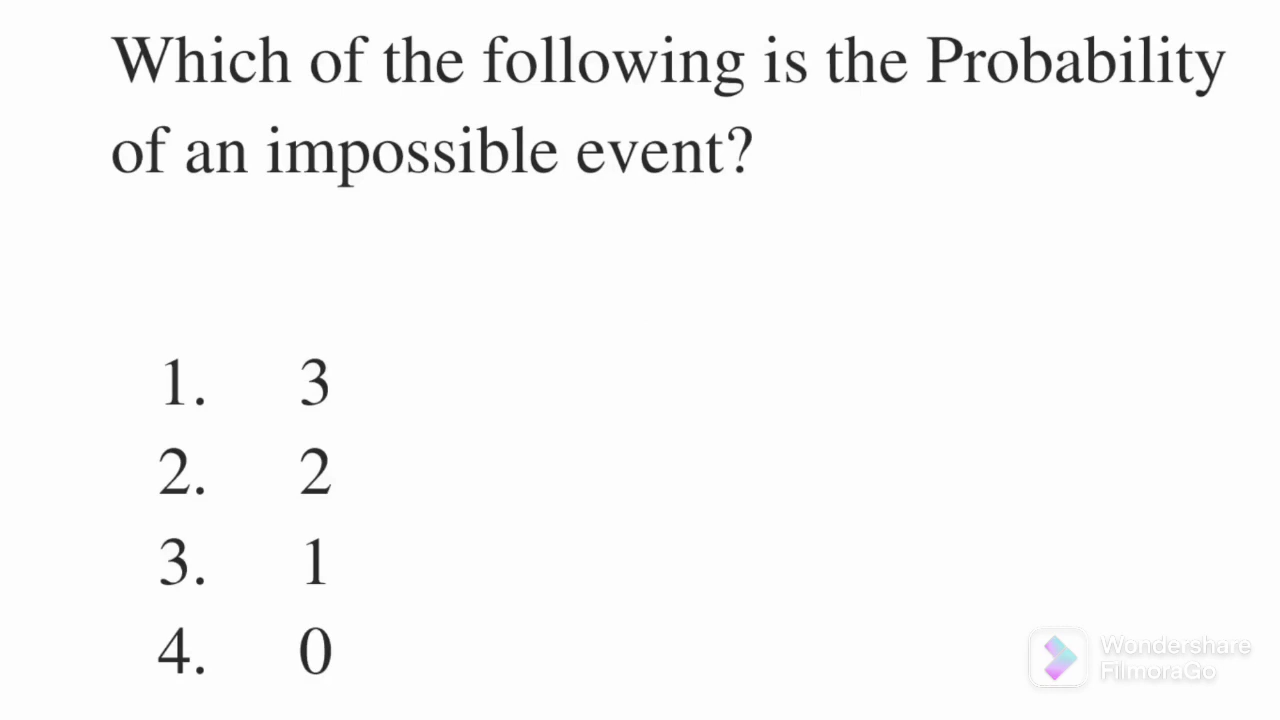 Which of the following is the Probability
of an impossible event?
1. 3
2. 2
3. 1
4. 0
Wondershare
FilmoraGo